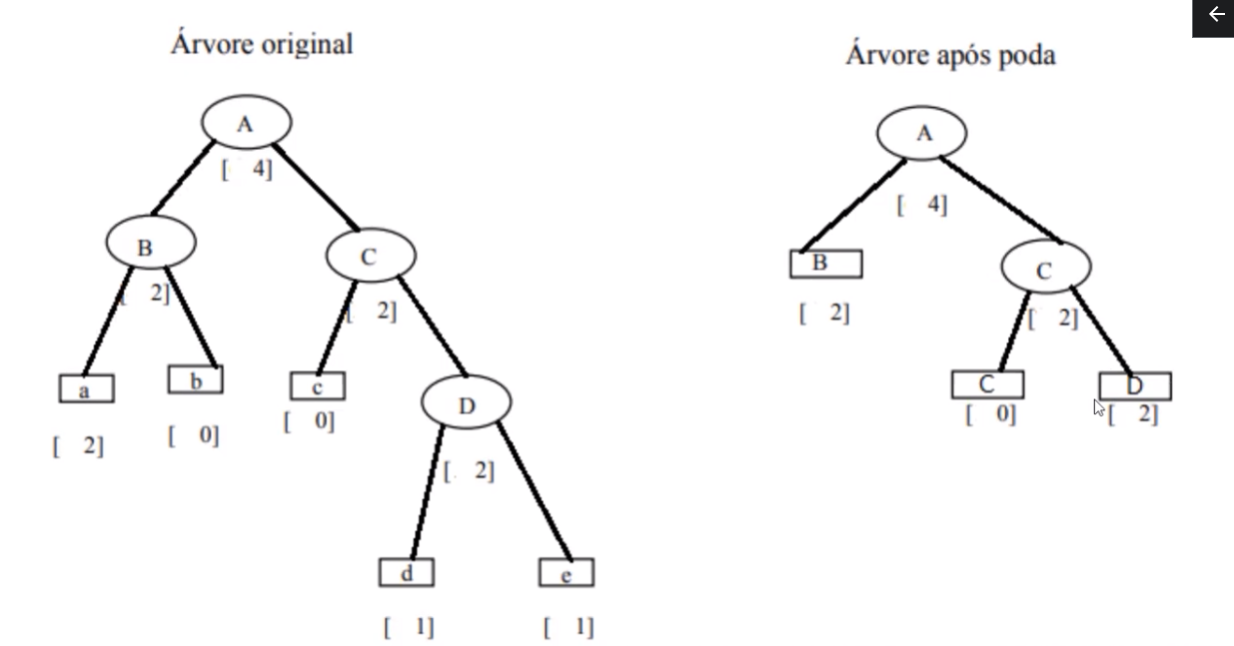 Árvore original
A
[ 4]
B
[ 2]
C
[ 2]
a
[ 2]
b
[ 0]
c
[ 0]
D
[ 2]
d
[ 1]
e
[ 1]
Árvore após poda
A
[ 4]
B
[ 2]
C
[ 2]
C
[ 0]
D
[ 2]